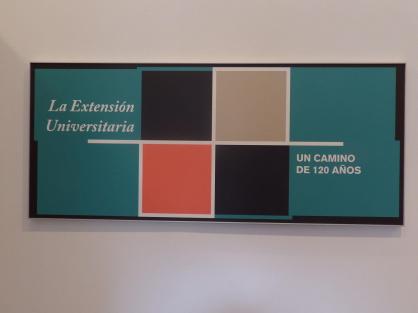 La Extensión
Universitaria
UN CAMINO
DE 120 AÑOS